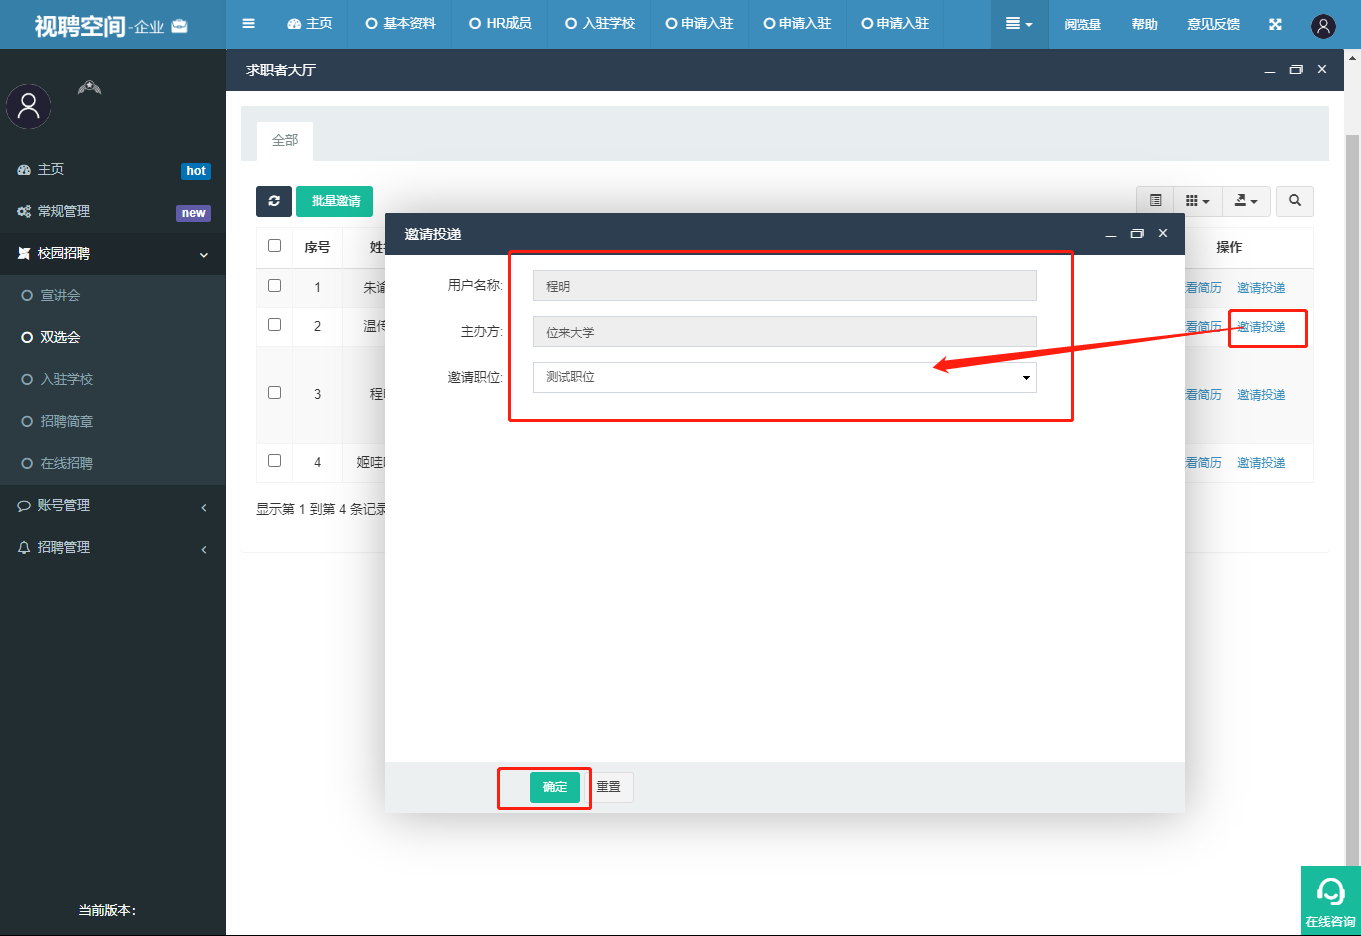 视聘空间-企业
主页
基本资料
HR成员
入驻学校
申请入驻
申请入驻
申请入驻
阅览量
帮助
意见反馈
求职者大厅
主页 hot
常规管理 new
校园招聘
宣讲会
双选会
入驻学校
招聘简章
在线招聘
账号管理
招聘管理
当前版本:
全部
批量邀请
序号 操作
1 看简历 邀请投递
2 看简历 邀请投递
3 看简历 邀请投递
4 看简历 邀请投递
显示第 1 到第 4 条记录
邀请投递
用户名称: 程明
主办方: 位来大学
邀请职位: 测试职位
确定 重置
在线咨询